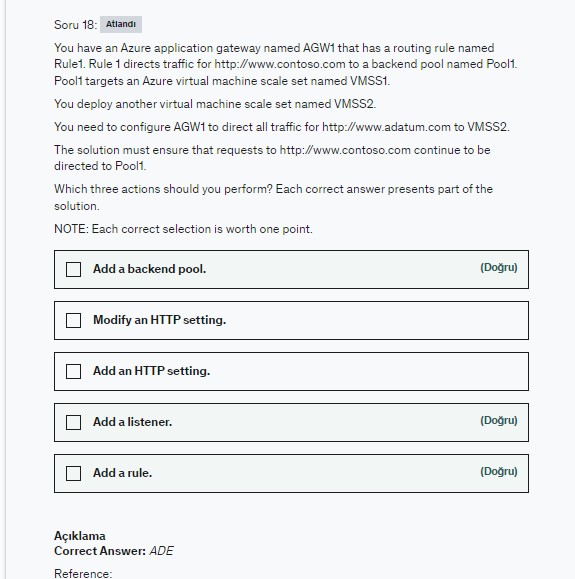 Soru 18: Atlandı
You have an Azure application gateway named AGW1 that has a routing rule named
Rule1. Rule 1 directs traffic for http://www.contoso.com to a backend pool named Pool1.
Pool1 targets an Azure virtual machine scale set named VMSS1.
You deploy another virtual machine scale set named VMSS2.
You need to configure AGW1 to direct all traffic for http://www.adatum.com to VMSS2.
The solution must ensure that requests to http://www.contoso.com continue to be
directed to Pool1.
Which three actions should you perform? Each correct answer presents part of the
solution.
NOTE: Each correct selection is worth one point.
Add a backend pool. (Doğru)
Modify an HTTP setting.
Add an HTTP setting.
Add a listener. (Doğru)
Add a rule. (Doğru)
Açıklama
Correct Answer: ADE
Reference: